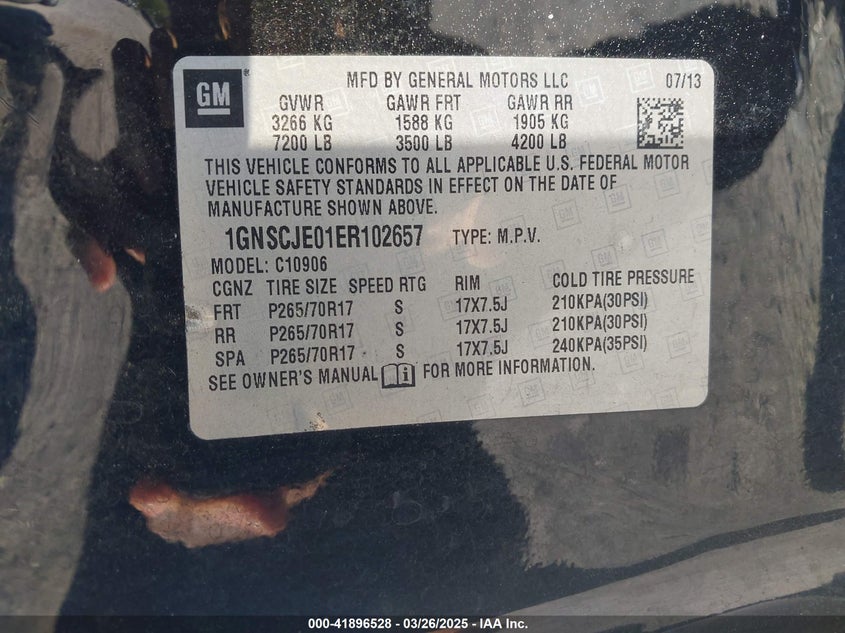 GM ® MFD BY GENERAL MOTORS LLC 07/13
GVWR GAWR FRT GAWR RR
3266 KG 1588 KG 1905 KG
7200 LB 3500 LB 4200 LB
THIS VEHICLE CONFORMS TO ALL APPLICABLE U.S. FEDERAL MOTOR
VEHICLE SAFETY STANDARDS IN EFFECT ON THE DATE OF
MANUFACTURE SHOWN ABOVE.
1GNSCJE01ER102657 TYPE: M.P.V.
MODEL: C10906
CGNZ TIRE SIZE SPEED RTG RIM COLD TIRE PRESSURE
FRT P265/70R17 S 17X7.5J 210KPA(30PSI)
RR P265/70R17 S 17X7.5J 210KPA(30PSI)
SPA P265/70R17 S 17X7.5J 240KPA(35PSI)
SEE OWNER'S MANUAL i FOR MORE INFORMATION.
000-41896528 - 03/26/2025 - IAA Inc.